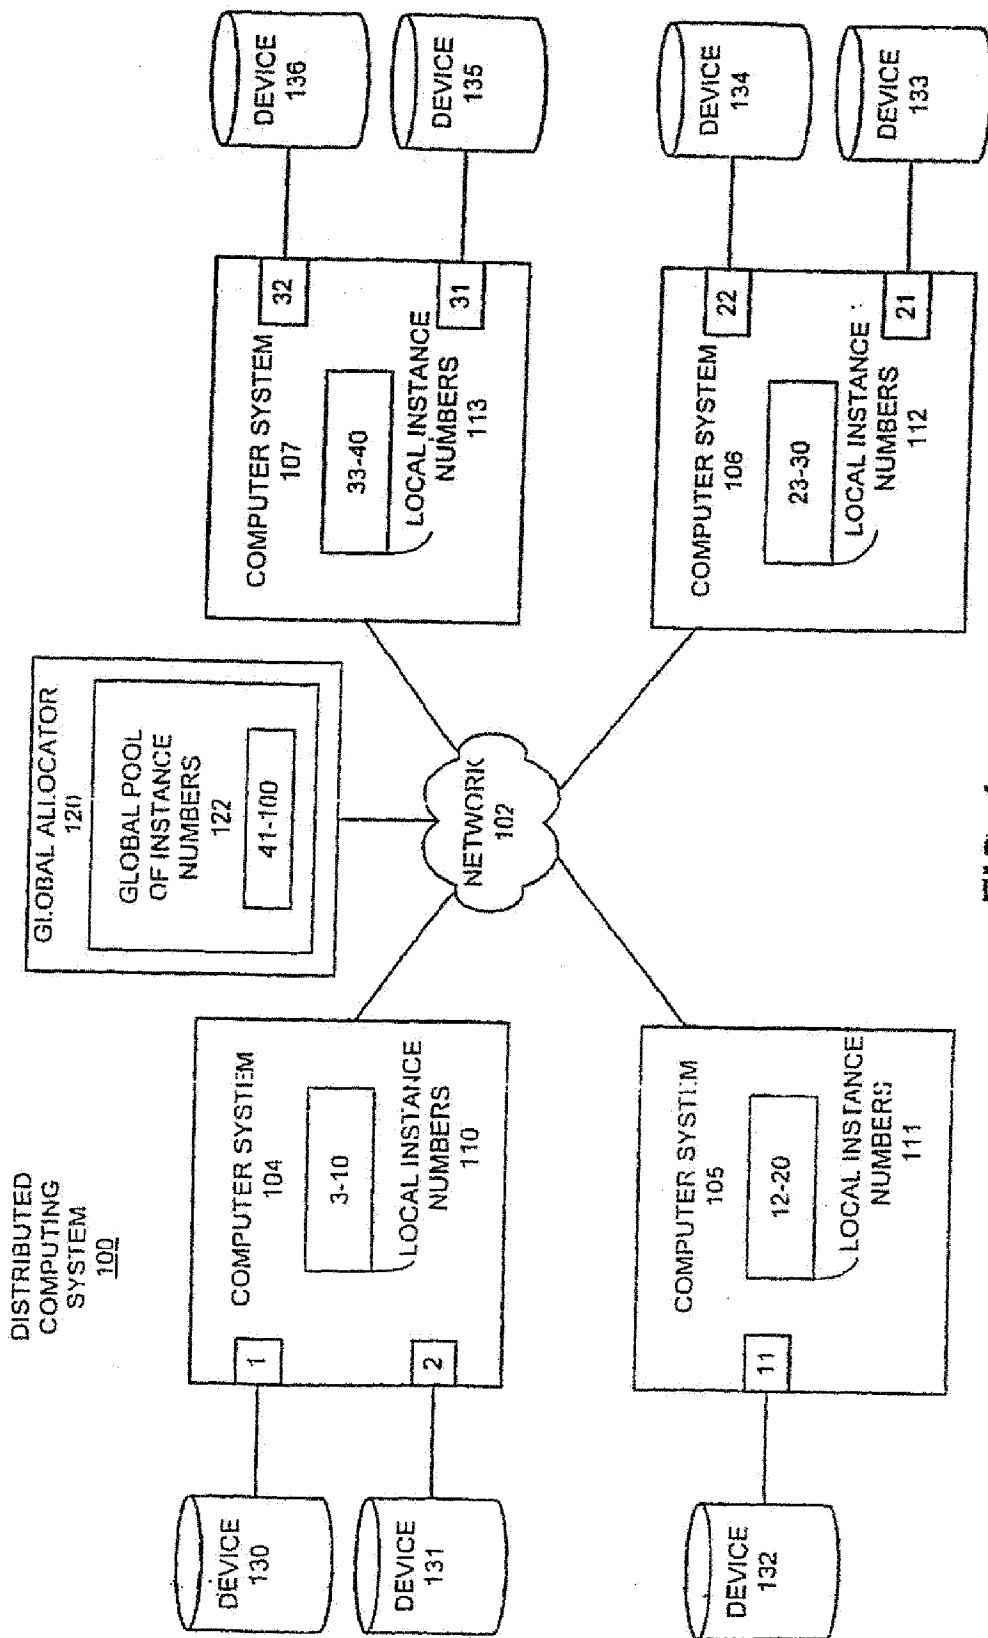 DISTRIBUTED
COMPUTING
SYSTEM
100
GLOBAL ALLOCATOR
120
GLOBAL POOL
OF INSTANCE
NUMBERS
122
41-100
DEVICE
130
1
COMPUTER SYSTEM
104
3-10
LOCAL INSTANCE
NUMBERS
110
DEVICE
131
2
NETWORK
102
COMPUTER SYSTEM
107
33-40
LOCAL INSTANCE
NUMBERS
113
32
DEVICE
136
31
DEVICE
135
DEVICE
132
11
COMPUTER SYSTEM
105
12-20
LOCAL INSTANCE
NUMBERS
111
COMPUTER SYSTEM
106
23-30
LOCAL INSTANCE
NUMBERS
112
22
DEVICE
134
21
DEVICE
133